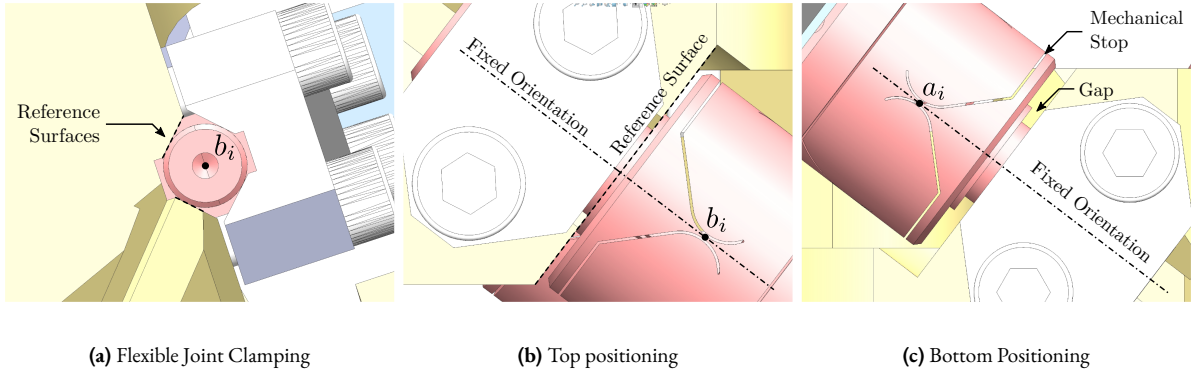 Reference
Surfaces
b_i
Fixed Orientation
Reference Surface
b_i
Mechanical
Stop
a_i
Gap
Fixed Orientation
(a) Flexible Joint Clamping
(b) Top positioning
(c) Bottom Positioning